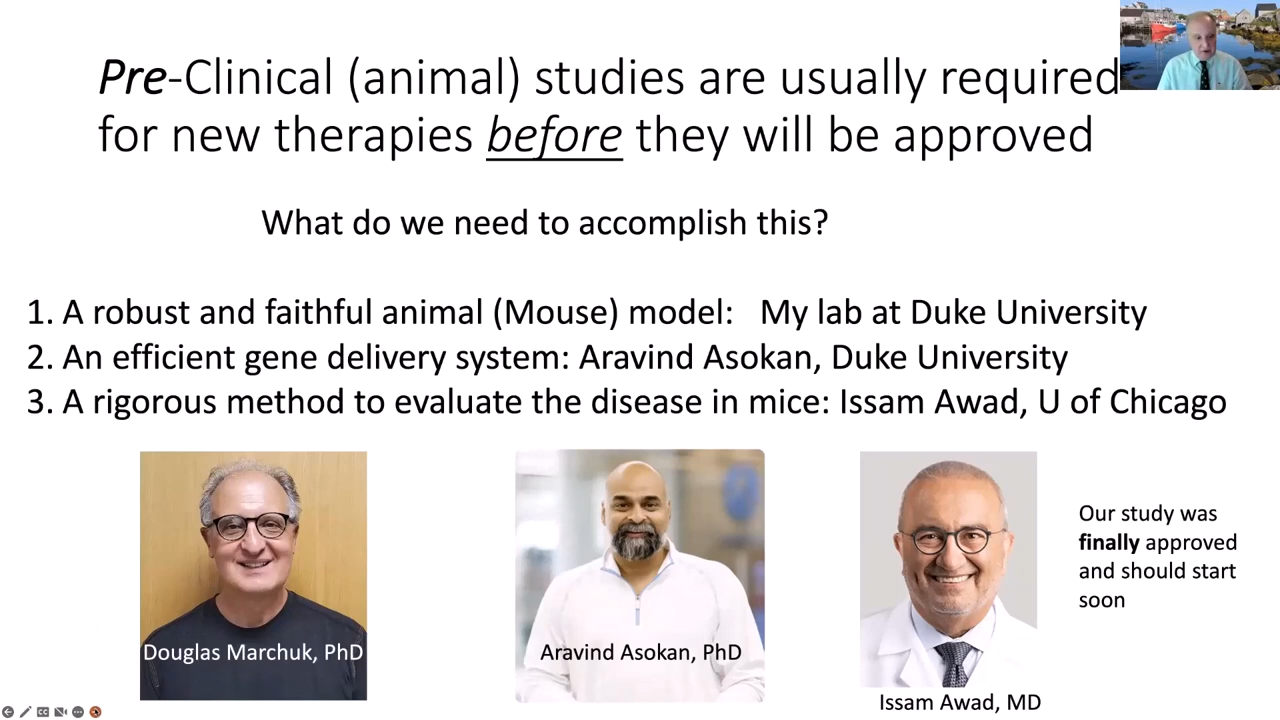 Pre-Clinical (animal) studies are usually required
for new therapies before they will be approved
What do we need to accomplish this?
1. A robust and faithful animal (Mouse) model: My lab at Duke University
2. An efficient gene delivery system: Aravind Asokan, Duke University
3. A rigorous method to evaluate the disease in mice: Issam Awad, U of Chicago
Our study was
finally approved
and should start
soon
Douglas Marchuk, PhD
Aravind Asokan, PhD
Issam Awad, MD
CC